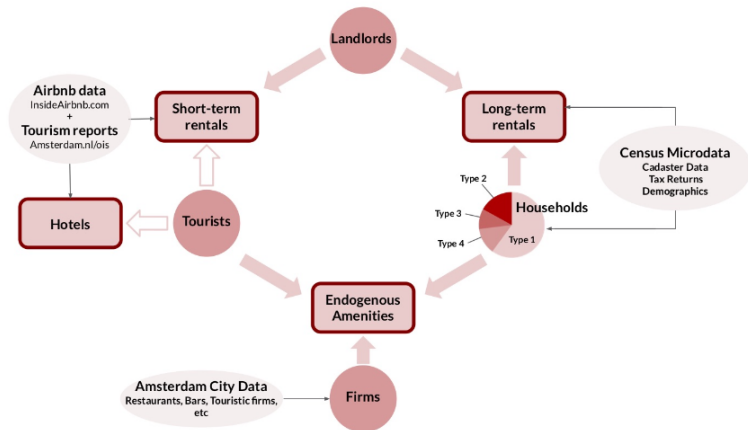 Landlords
Airbnb data
InsideAirbnb.com
+
Tourism reports
Amsterdam.nl/ois
Short-term
rentals
Long-term
rentals
Census Microdata
Cadaster Data
Tax Returns
Demographics
Hotels
Tourists
Type 2
Households
Type 3
Type 4
Type 1
Endogenous
Amenities
Amsterdam City Data
Restaurants, Bars, Touristic firms,
etc
Firms